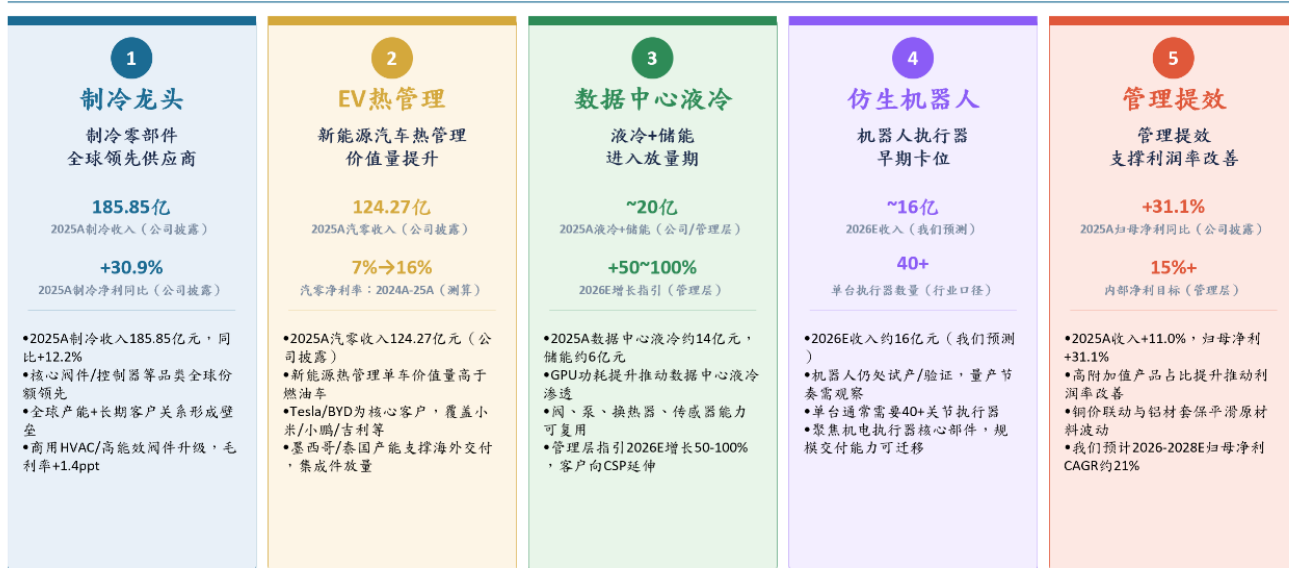 1
制冷龙头
制冷零部件
全球领先供应商
185.85亿
2025A制冷收入（公司披露）
+30.9%
2025A制冷净利同比（公司披露）
•2025A制冷收入185.85亿元，同
比+12.2%
•核心阀件/控制器等品类全球份
额领先
•全球产能+长期客户关系形成壁
垒
•商用HVAC/高能效阀件升级，毛
利率+1.4ppt
2
EV热管理
新能源汽车热管理
价值量提升
124.27亿
2025A汽零收入（公司披露）
7%→16%
汽零净利率：2024A-25A（测算）
•2025A汽零收入124.27亿元（公
司披露）
•新能源热管理单车价值量高于
燃油车
•Tesla/BYD为核心客户，覆盖小
米/小鹏/吉利等
•墨西哥/泰国产能支撑海外交付
，集成件放量
3
数据中心液冷
液冷+储能
进入放量期
~20亿
2025A液冷+储能（公司/管理层）
+50~100%
2026E增长指引（管理层）
•2025A数据中心液冷约14亿元，
储能约6亿元
•GPU功耗提升推动数据中心液冷
渗透
•阀、泵、换热器、传感器能力
可复用
•管理层指引2026E增长50-100%
，客户向CSP延伸
4
仿生机器人
机器人执行器
早期卡位
~16亿
2026E收入（我们预测）
40+
单台执行器数量（行业口径）
•2026E收入约16亿元（我们预测
）
•机器人仍处试产/验证，量产节
奏需观察
•单台通常需要40+关节执行器
•聚焦机电执行器核心部件，规
模交付能力可迁移
5
管理提效
管理提效
支撑利润率改善
+31.1%
2025A归母净利同比（公司披露）
15%+
内部净利目标（管理层）
•2025A收入+11.0%，归母净利
+31.1%
•高附加值产品占比提升推动利
润率改善
•铜价联动与铝材套保平滑原材
料波动
•我们预计2026-2028E归母净利
CAGR约21%